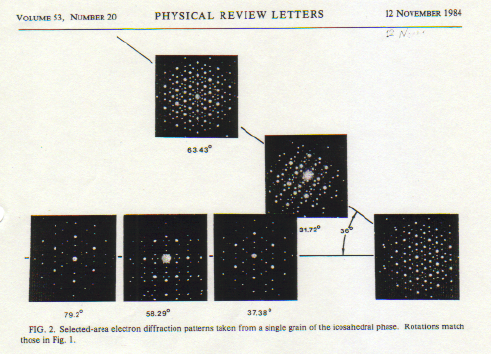 VOLUME 53, NUMBER 20 PHYSICAL REVIEW LETTERS 12 NOVEMBER 1984
63.43°
31.72° 36°
79.2° 58.29° 37.38°
FIG. 2. Selected-area electron diffraction patterns taken from a single grain of the icosahedral phase. Rotations match
those in Fig. 1.